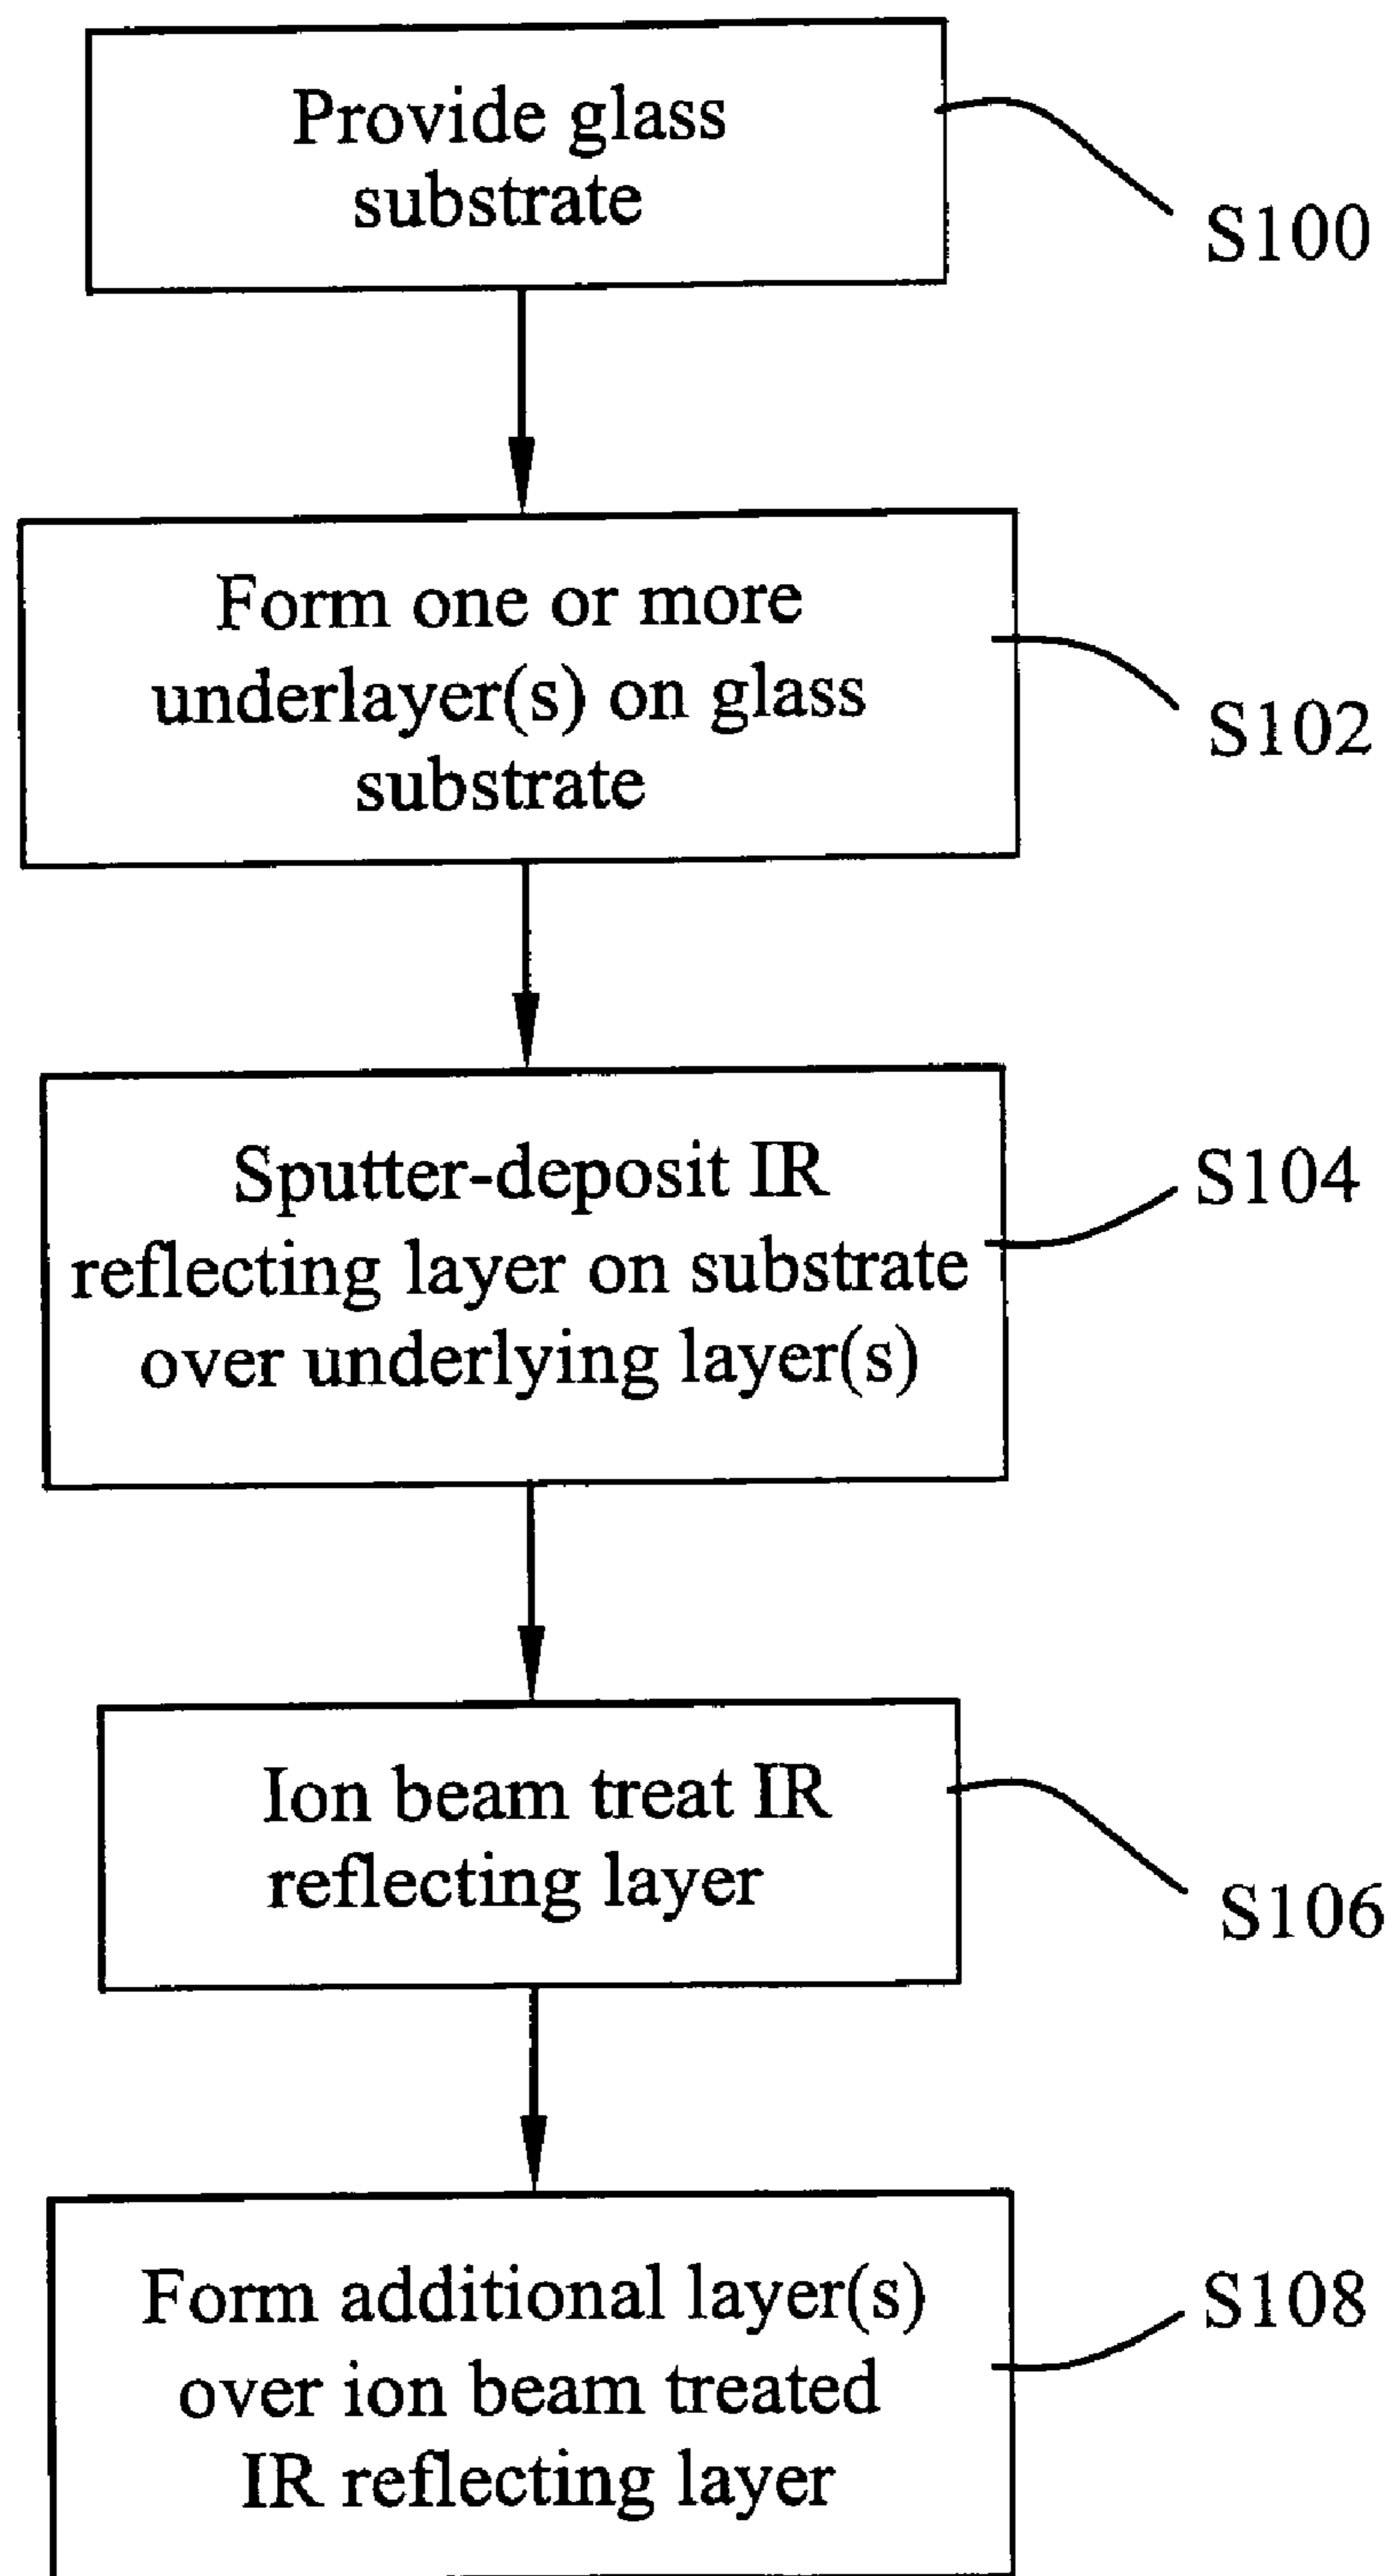 Provide glass
substrate
S100
Form one or more
underlayer(s) on glass
substrate
S102
Sputter-deposit IR
reflecting layer on substrate
over underlying layer(s)
S104
Ion beam treat IR
reflecting layer
S106
Form additional layer(s)
over ion beam treated
IR reflecting layer
S108